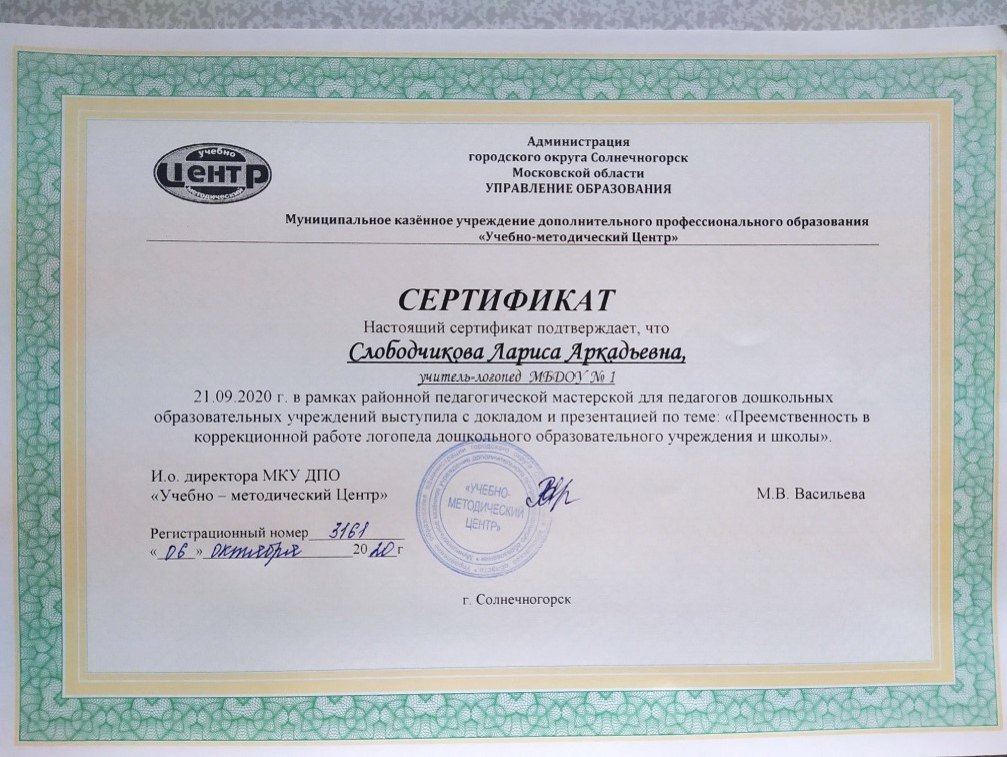 учебно
центр
методический
Администрация
городского округа Солнечногорск
Московской области
УПРАВЛЕНИЕ ОБРАЗОВАНИЯ
Муниципальное казённое учреждение дополнительного профессионального образования
«Учебно-методический Центр»
СЕРТИФИКАТ
Настоящий сертификат подтверждает, что
Слободчикова Лариса Аркадьевна,
учитель-логопед МБДОУ № 1
21.09.2020 г. в рамках районной педагогической мастерской для педагогов дошкольных
образовательных учреждений выступила с докладом и презентацией по теме: «Преемственность в
коррекционной работе логопеда дошкольного образовательного учреждения и школы».
И.о. директора МКУ ДПО
«Учебно – методический Центр»
М.В. Васильева
«УЧЕБНО-
МЕТОДИЧЕСКИЙ
ЦЕНТР»
Регистрационный номер 3161
« 06 » октября 2020 г
г. Солнечногорск